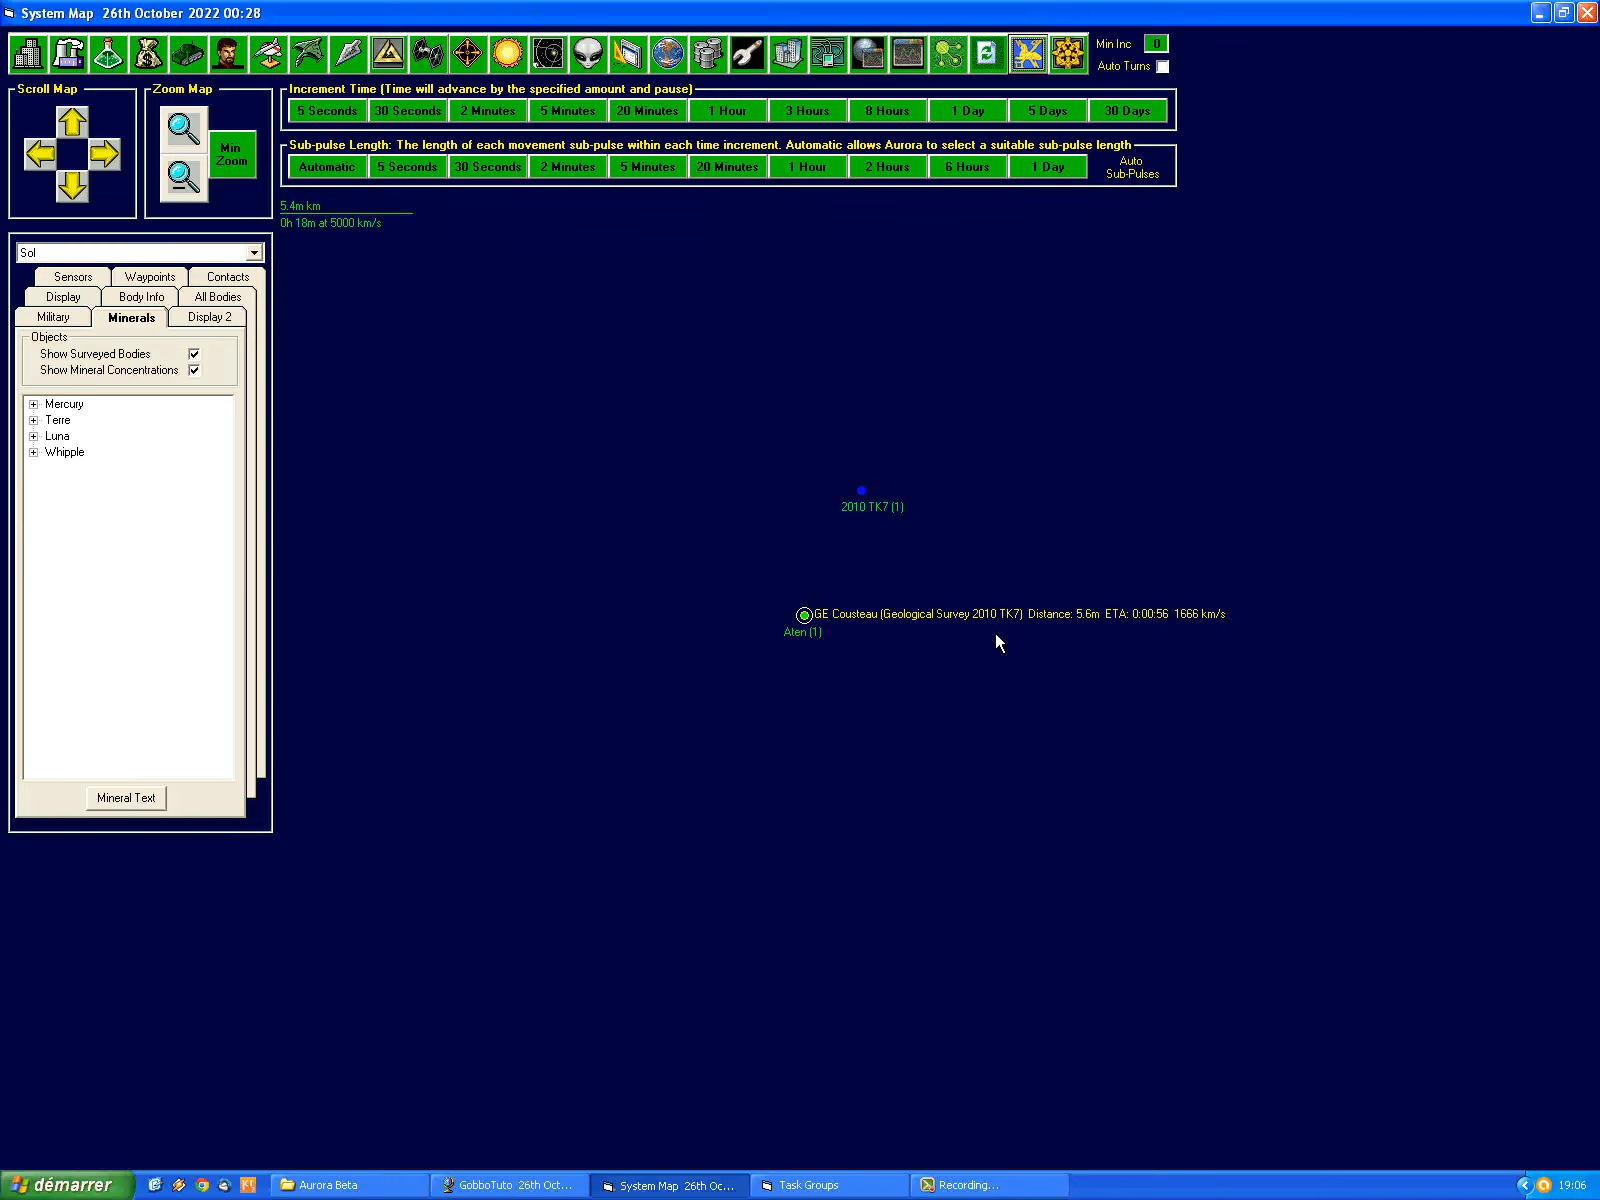 System Map 26th October 2022 00:28
Min Inc 0
Auto Turns
Scroll Map
Zoom Map
Min Zoom
Increment Time (Time will advance by the specified amount and pause)
5 Seconds 30 Seconds 2 Minutes 5 Minutes 20 Minutes 1 Hour 3 Hours 8 Hours 1 Day 5 Days 30 Days
Sub-pulse Length: The length of each movement sub-pulse within each time increment. Automatic allows Aurora to select a suitable sub-pulse length
Automatic 5 Seconds 30 Seconds 2 Minutes 5 Minutes 20 Minutes 1 Hour 2 Hours 6 Hours 1 Day
Auto
Sub-Pulses
5.4m km
0h 18m at 5000 km/s
Sol
Sensors Waypoints Contacts
Display Body Info All Bodies
Military Minerals Display 2
Objects
Show Surveyed Bodies
Show Mineral Concentrations
Mercury
Terre
Luna
Whipple
Mineral Text
2010 TK7 (1)
GE Cousteau (Geological Survey 2010 TK7) Distance: 5.6m ETA: 0:00:56 1666 km/s
Aten (1)
démarrer
KT
Aurora Beta
GobboTuto 26th Oct...
System Map 26th Oc...
Task Groups
Recording...
19:06